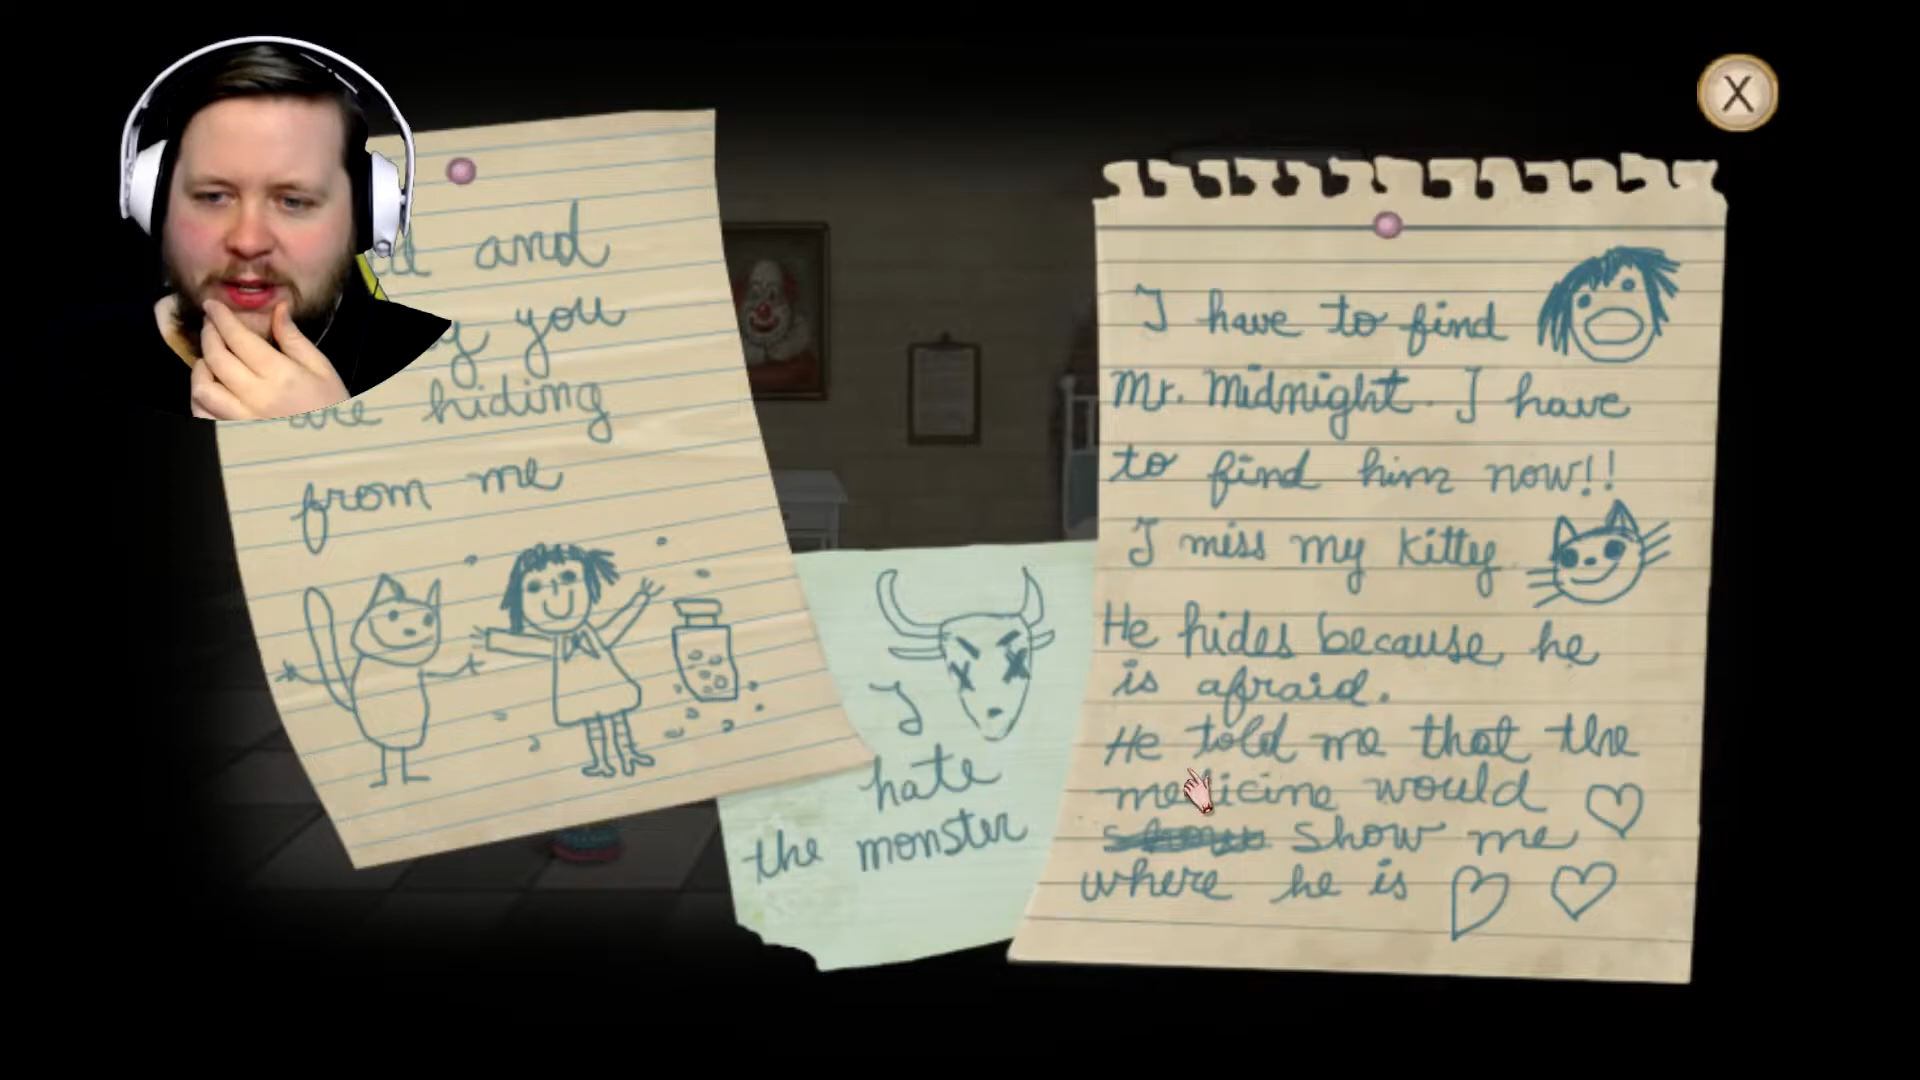 and
you
are hiding
from me
I
hate
the monster
I have to find
Mr. Midnight. I have
to find him now!!
I miss my kitty
He hides because he
is afraid.
He told me that the
medicine would
show me
where he is
X